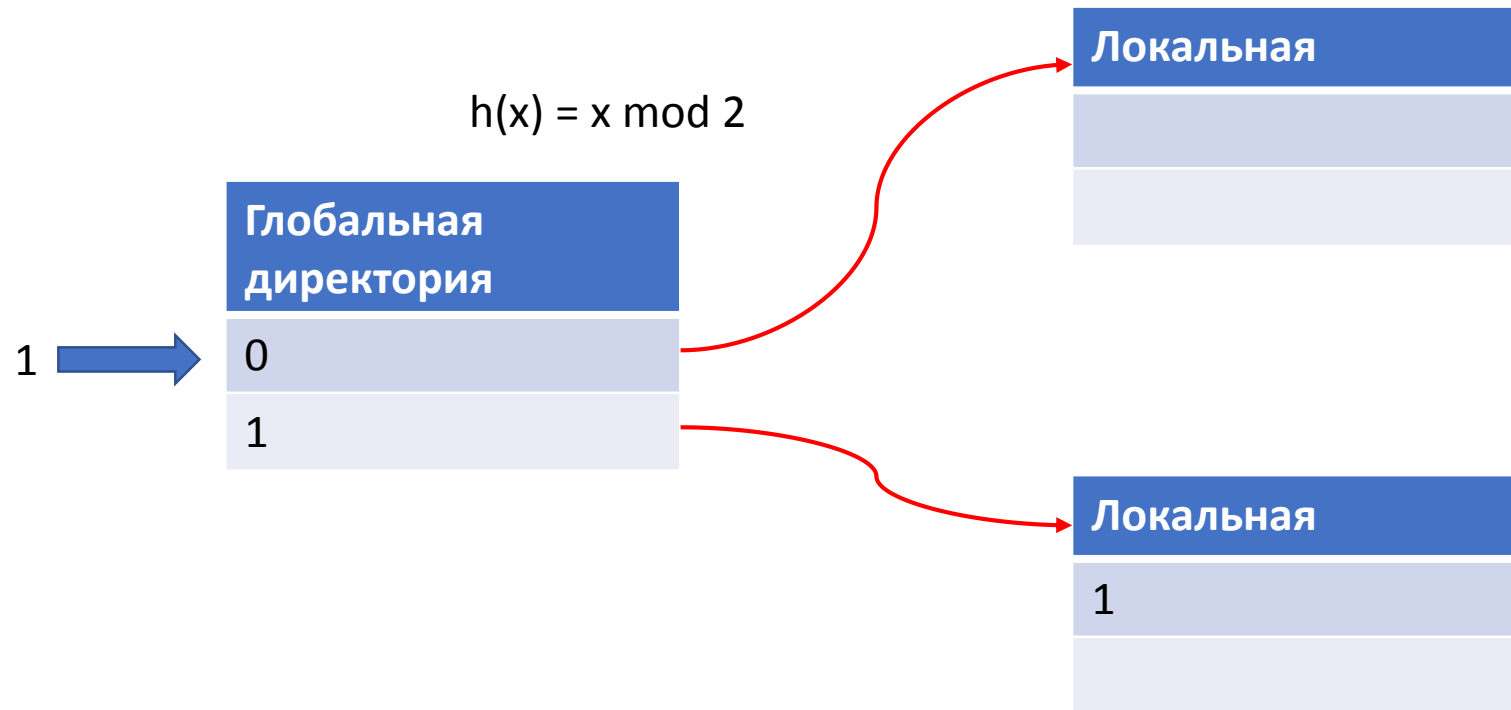 h(x) = x mod 2
Глобальная
директория
1
0
1
Локальная
Локальная
1